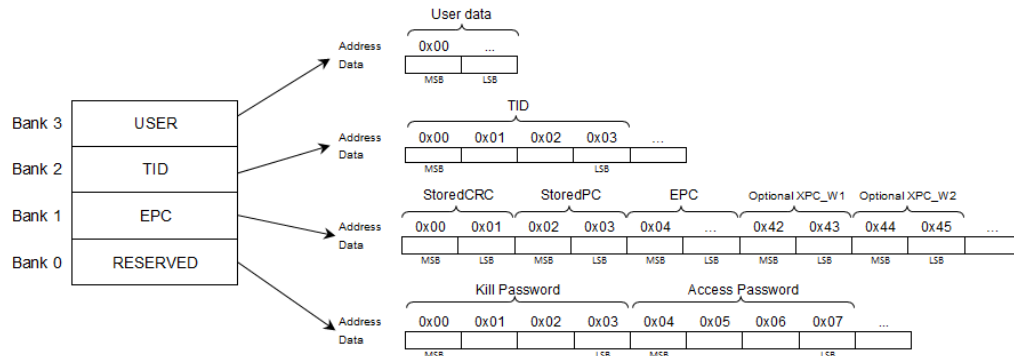 User data
Address 0x00 ...
Data
MSB LSB
TID
Bank 3 USER
Address 0x00 0x01 0x02 0x03 ...
Data
MSB LSB
Bank 2 TID
StoredCRC StoredPC EPC Optional XPC_W1 Optional XPC_W2
Bank 1 EPC
Address 0x00 0x01 0x02 0x03 0x04 ... 0x42 0x43 0x44 0x45 ...
Data
MSB LSB MSB LSB MSB LSB MSB LSB MSB LSB
Bank 0 RESERVED
Kill Password Access Password
Address 0x00 0x01 0x02 0x03 0x04 0x05 0x06 0x07 ...
Data
MSB LSB MSB LSB